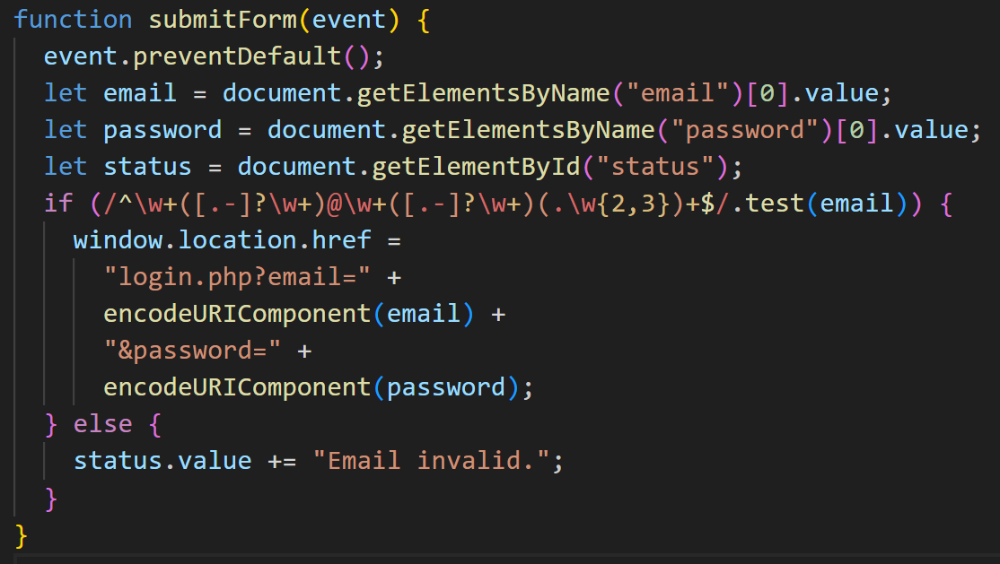 function submitForm(event) {
  event.preventDefault();
  let email = document.getElementsByName("email")[0].value;
  let password = document.getElementsByName("password")[0].value;
  let status = document.getElementById("status");
  if (/^\w+([.-]?\w+)@\w+([.-]?\w+)(.\w{2,3})+$/.test(email)) {
    window.location.href =
      "login.php?email=" +
      encodeURIComponent(email) +
      "&password=" +
      encodeURIComponent(password);
  } else {
    status.value += "Email invalid.";
  }
}